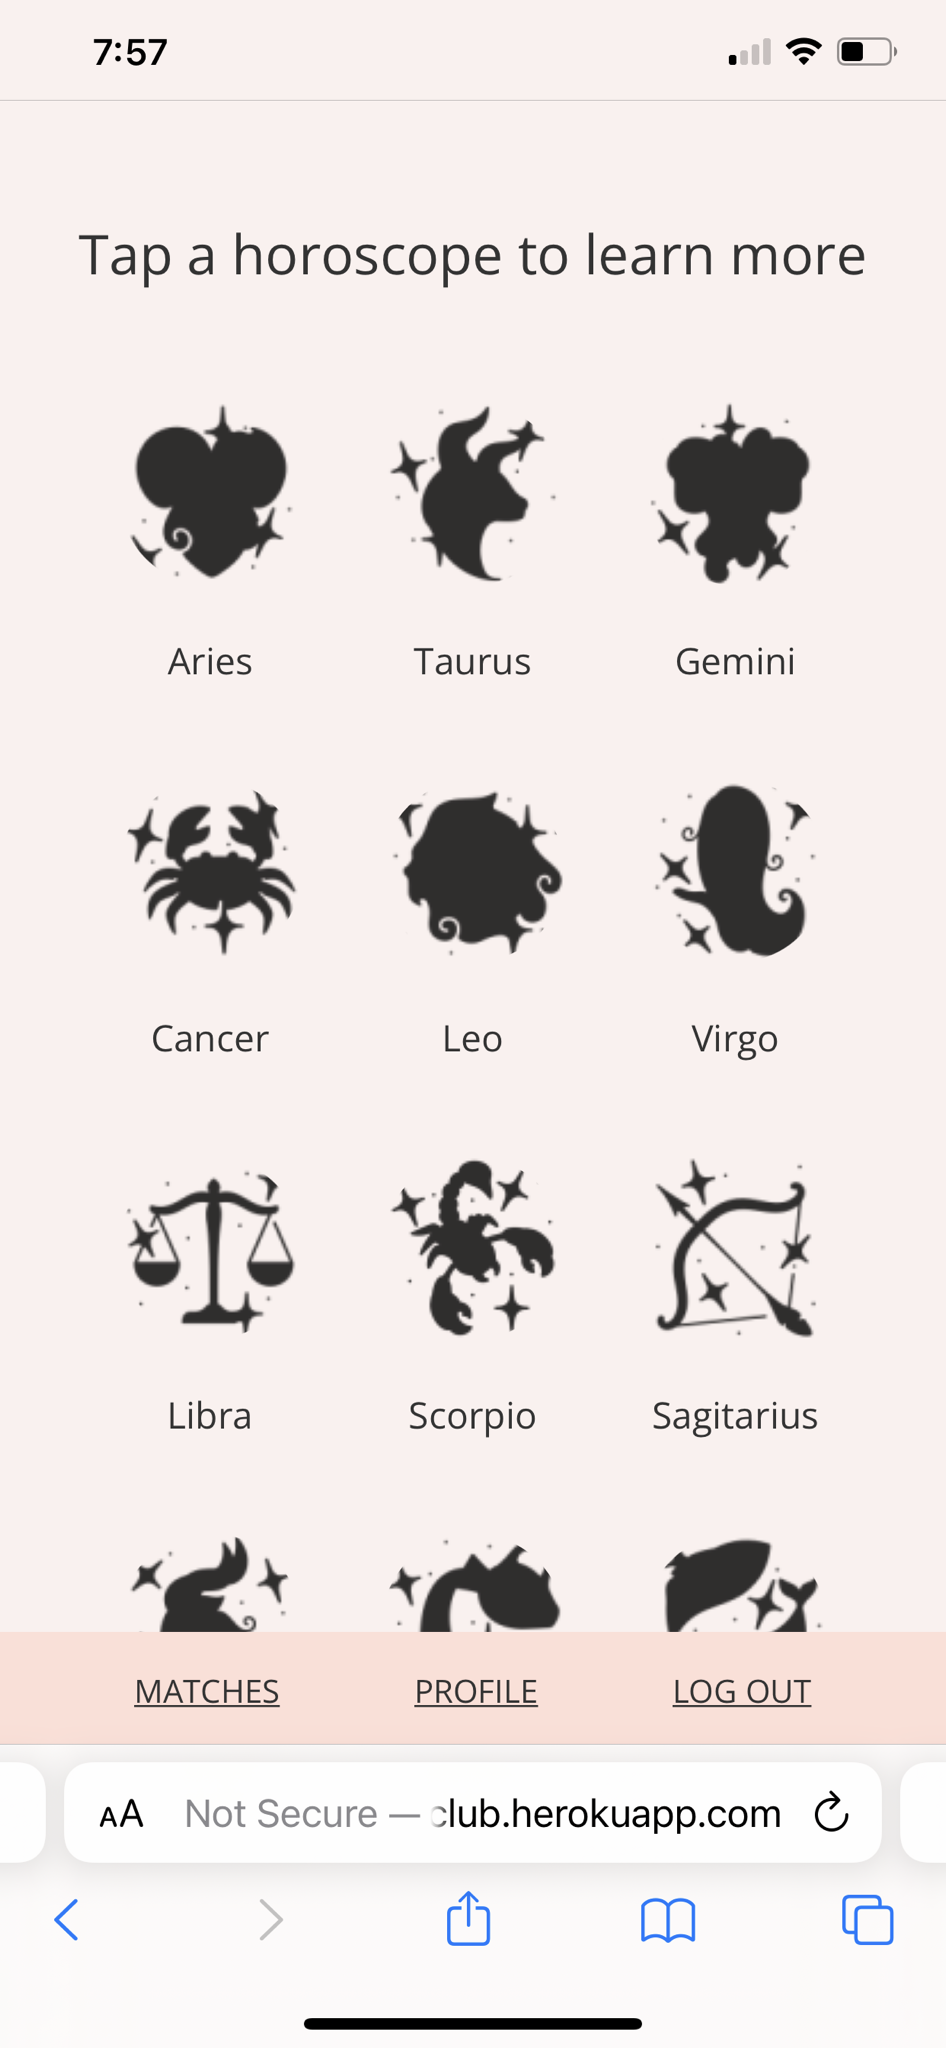 7:57
Tap a horoscope to learn more
Aries Taurus Gemini
Cancer Leo Virgo
Libra Scorpio Sagitarius
MATCHES PROFILE LOG OUT
AA Not Secure — club.herokuapp.com